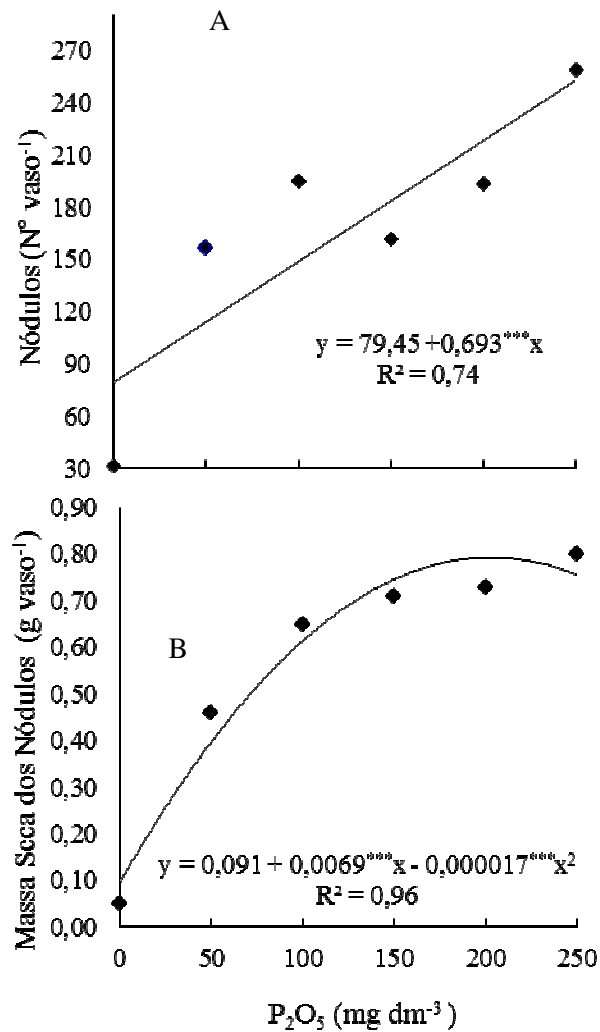 A
Nódulos (N° vaso⁻¹)
270
240
210
180
150
120
90
60
30
y = 79,45 +0,693***x
R² = 0,74
Massa Scca dos Nódulos (g vaso⁻¹)
0,90
0,80
0,70
0,60
0,50
0,40
0,30
0,20
0,10
0,00
B
y = 0,091 + 0,0069***x - 0,000017***x²
R² = 0,96
0 50 100 150 200 250
P₂O₅ (mg dm⁻³ )